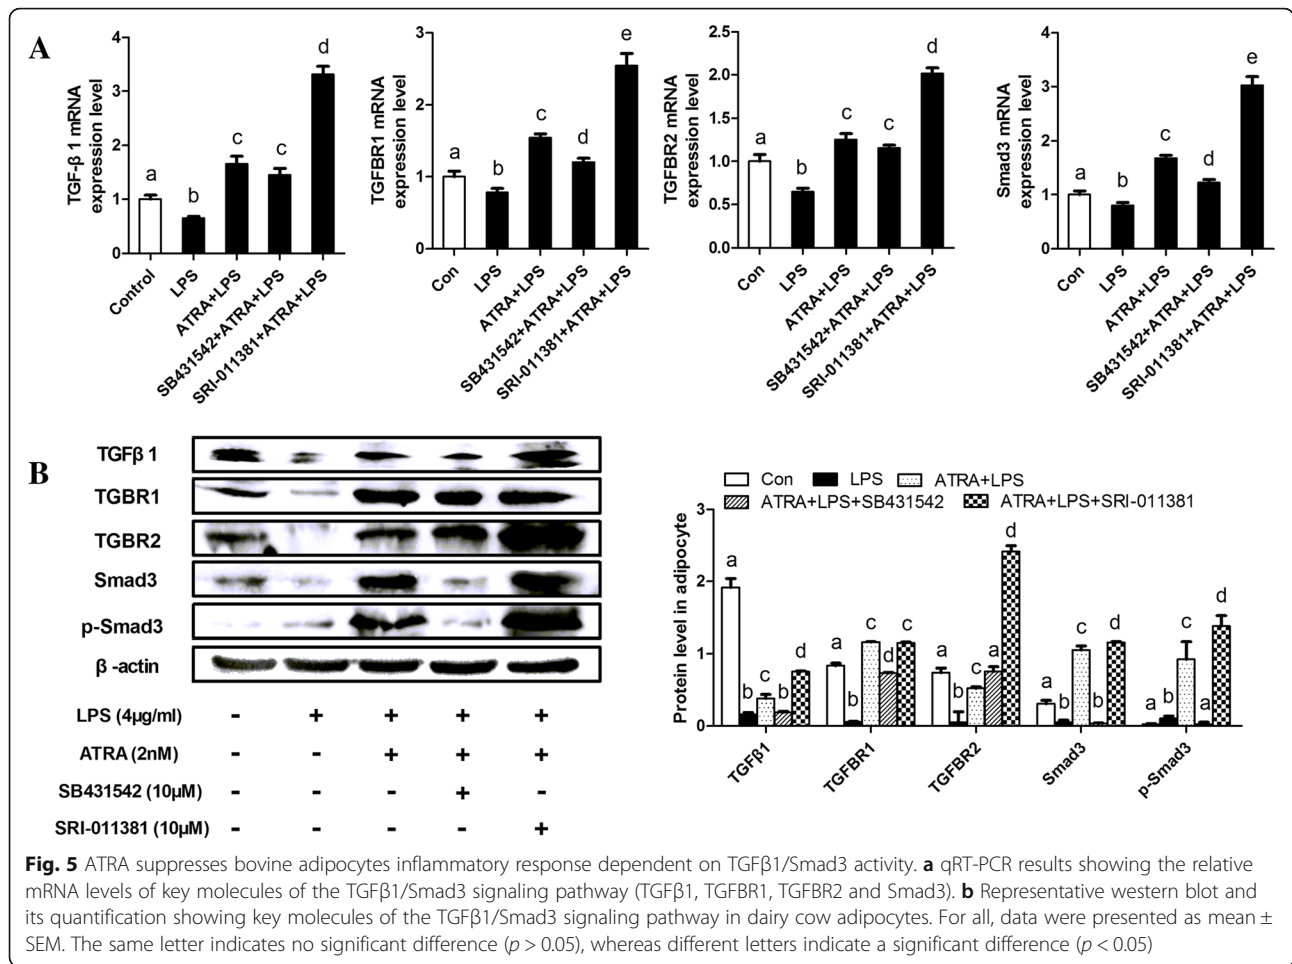 A
TGF-β 1 mRNA
expression level
4
3
2
1
0
a
b
c
c
d
Control
LPS
ATRA+LPS
SB431542+ATRA+LPS
SRI-011381+ATRA+LPS
TGFBR1 mRNA
expression level
3
2
1
0
a
b
c
d
e
Con
LPS
ATRA+LPS
SB431542+ATRA+LPS
SRI-011381+ATRA+LPS
TGFBR2 mRNA
expression level
2.5
2.0
1.5
1.0
0.5
0.0
a
b
c
c
d
Con
LPS
ATRA+LPS
SB431542+ATRA+LPS
SRI-011381+ATRA+LPS
Smad3 mRNA
expression level
4
3
2
1
0
a
b
c
d
e
Con
LPS
ATRA+LPS
SB431542+ATRA+LPS
SRI-011381+ATRA+LPS
B
TGFβ 1
TGBR1
TGBR2
Smad3
p-Smad3
β -actin
LPS (4μg/ml) - + + + +
ATRA (2nM) - - + + +
SB431542 (10μM) - - - + -
SRI-011381 (10μM) - - - - +
Con LPS ATRA+LPS
ATRA+LPS+SB431542 ATRA+LPS+SRI-011381
Protein level in adipocyte
3
2
1
0
a b c b d
a b c d c
a b c a d
a b c b d
a b c a d
TGFβ1
TGFBR1
TGFBR2
Smad3
p-Smad3
Fig. 5 ATRA suppresses bovine adipocytes inflammatory response dependent on TGFβ1/Smad3 activity. a qRT-PCR results showing the relative
mRNA levels of key molecules of the TGFβ1/Smad3 signaling pathway (TGFβ1, TGFBR1, TGFBR2 and Smad3). b Representative western blot and
its quantification showing key molecules of the TGFβ1/Smad3 signaling pathway in dairy cow adipocytes. For all, data were presented as mean ±
SEM. The same letter indicates no significant difference (p > 0.05), whereas different letters indicate a significant difference (p < 0.05)